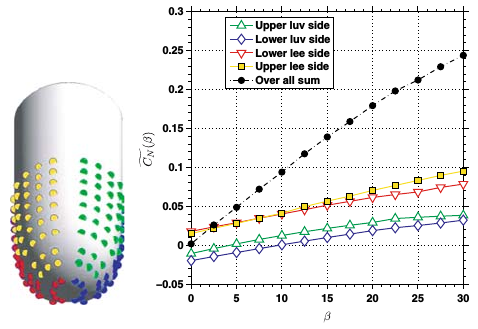 0.3
0.25
0.2
0.15
0.1
0.05
0
−0.05
C̃_N(β)
Upper luv side
Lower luv side
Lower lee side
Upper lee side
Over all sum
0 5 10 15 20 25 30
β